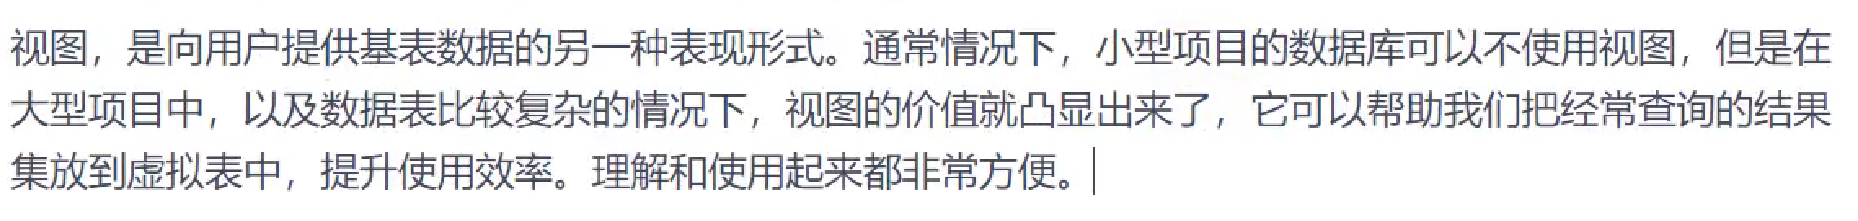 视图，是向用户提供基表数据的另一种表现形式。通常情况下，小型项目的数据库可以不使用视图，但是在
大型项目中，以及数据表比较复杂的情况下，视图的价值就凸显出来了，它可以帮助我们把经常查询的结果
集放到虚拟表中，提升使用效率。理解和使用起来都非常方便。